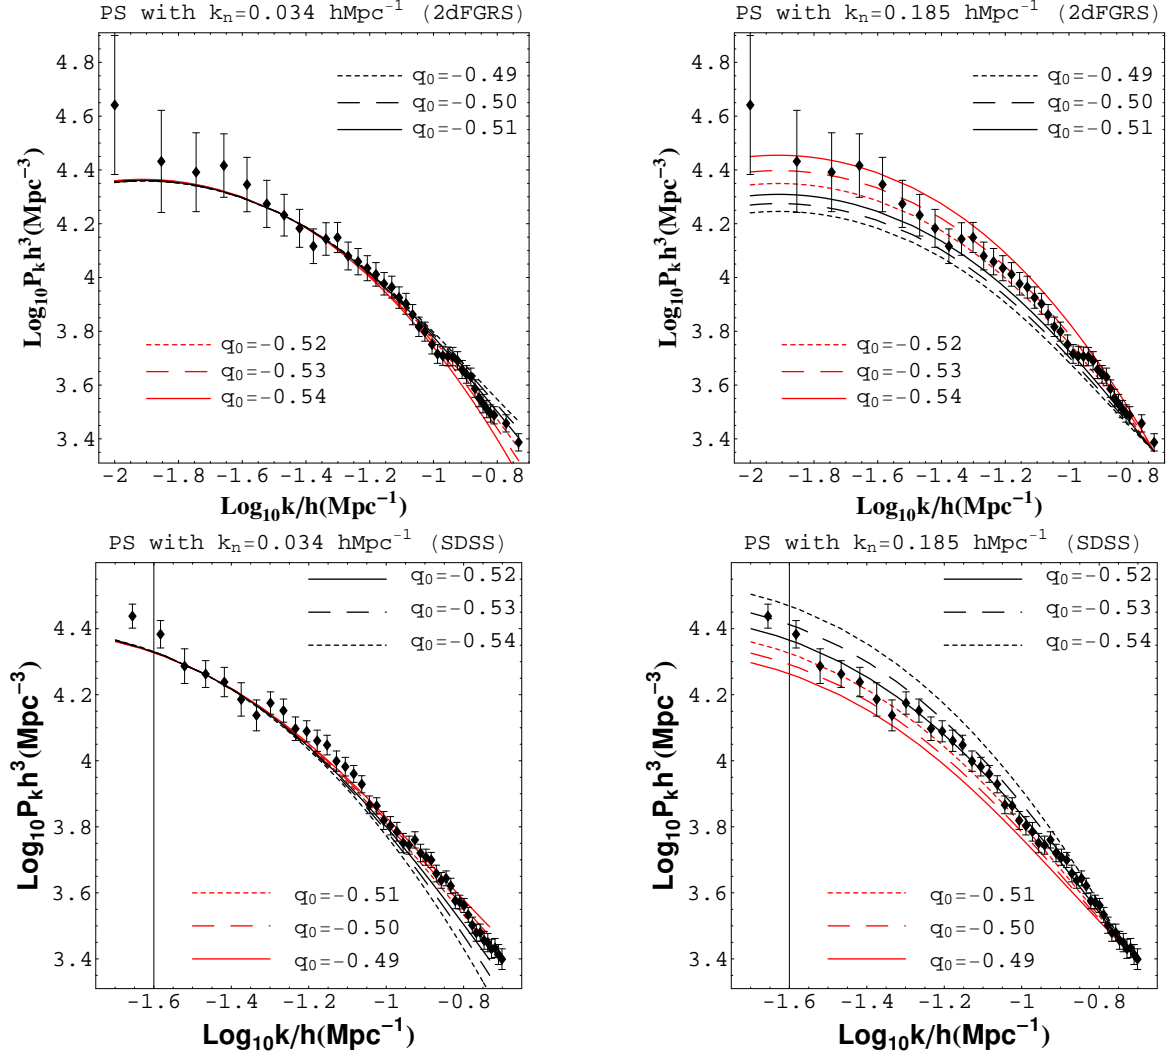 PS with kₙ=0.034 hMpc⁻¹ (2dFGRS)
4.8
4.6
4.4
4.2
4
3.8
3.6
3.4
Log₁₀Pₖh³(Mpc⁻³)
q₀=−0.49
q₀=−0.50
q₀=−0.51
q₀=−0.52
q₀=−0.53
q₀=−0.54
−2 −1.8 −1.6 −1.4 −1.2 −1 −0.8
Log₁₀k/h(Mpc⁻¹)
PS with kₙ=0.185 hMpc⁻¹ (2dFGRS)
4.8
4.6
4.4
4.2
4
3.8
3.6
3.4
Log₁₀Pₖh³(Mpc⁻³)
q₀=−0.49
q₀=−0.50
q₀=−0.51
q₀=−0.52
q₀=−0.53
q₀=−0.54
−2 −1.8 −1.6 −1.4 −1.2 −1 −0.8
Log₁₀k/h(Mpc⁻¹)
PS with kₙ=0.034 hMpc⁻¹ (SDSS)
4.4
4.2
4
3.8
3.6
3.4
Log₁₀Pₖh³(Mpc⁻³)
q₀=−0.52
q₀=−0.53
q₀=−0.54
q₀=−0.51
q₀=−0.50
q₀=−0.49
−1.6 −1.4 −1.2 −1 −0.8
Log₁₀k/h(Mpc⁻¹)
PS with kₙ=0.185 hMpc⁻¹ (SDSS)
4.4
4.2
4
3.8
3.6
3.4
Log₁₀Pₖh³(Mpc⁻³)
q₀=−0.52
q₀=−0.53
q₀=−0.54
q₀=−0.51
q₀=−0.50
q₀=−0.49
−1.6 −1.4 −1.2 −1 −0.8
Log₁₀k/h(Mpc⁻¹)